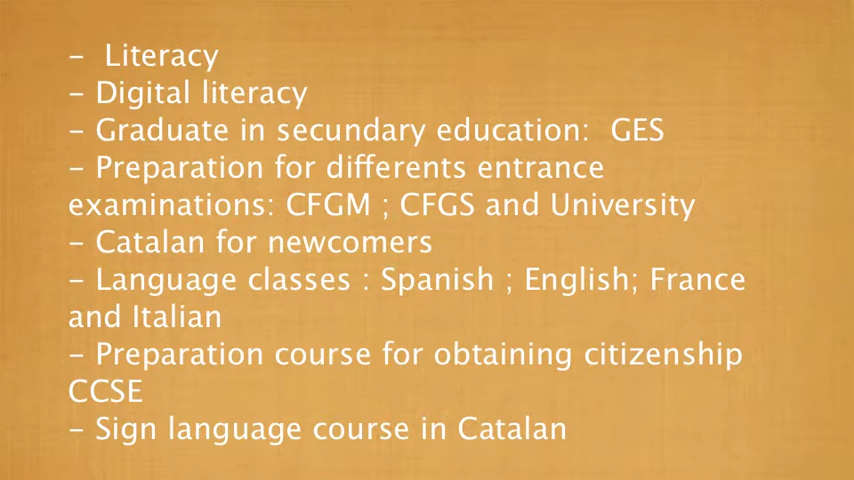 -  Literacy
- Digital literacy
- Graduate in secundary education:  GES
- Preparation for differents entrance
examinations: CFGM ; CFGS and University
- Catalan for newcomers
- Language classes : Spanish ; English; France
and Italian
- Preparation course for obtaining citizenship
CCSE
- Sign language course in Catalan